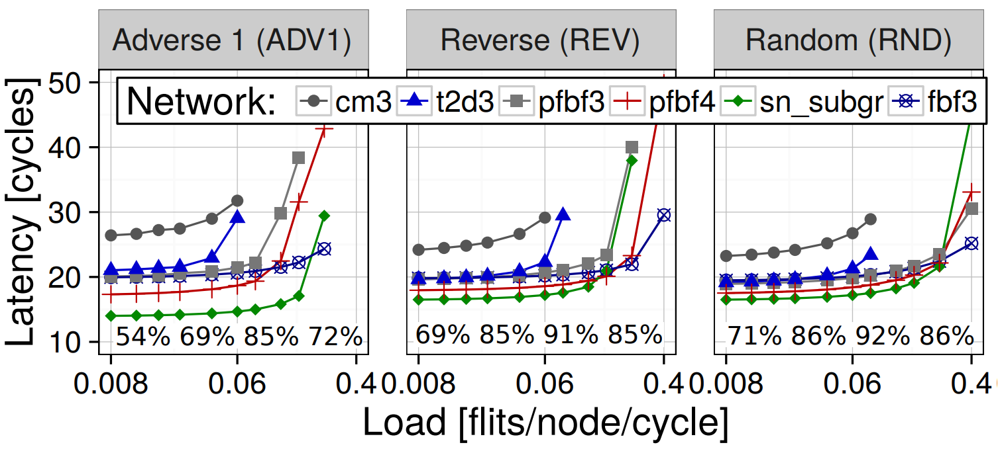 Adverse 1 (ADV1) Reverse (REV) Random (RND)
Network: cm3 t2d3 pfbf3 pfbf4 sn_subgr fbf3
Latency [cycles]
50
40
30
20
10
54% 69% 85% 72% 69% 85% 91% 85% 71% 86% 92% 86%
0.008 0.06 0.4 0.008 0.06 0.4 0.008 0.06 0.4
Load [flits/node/cycle]